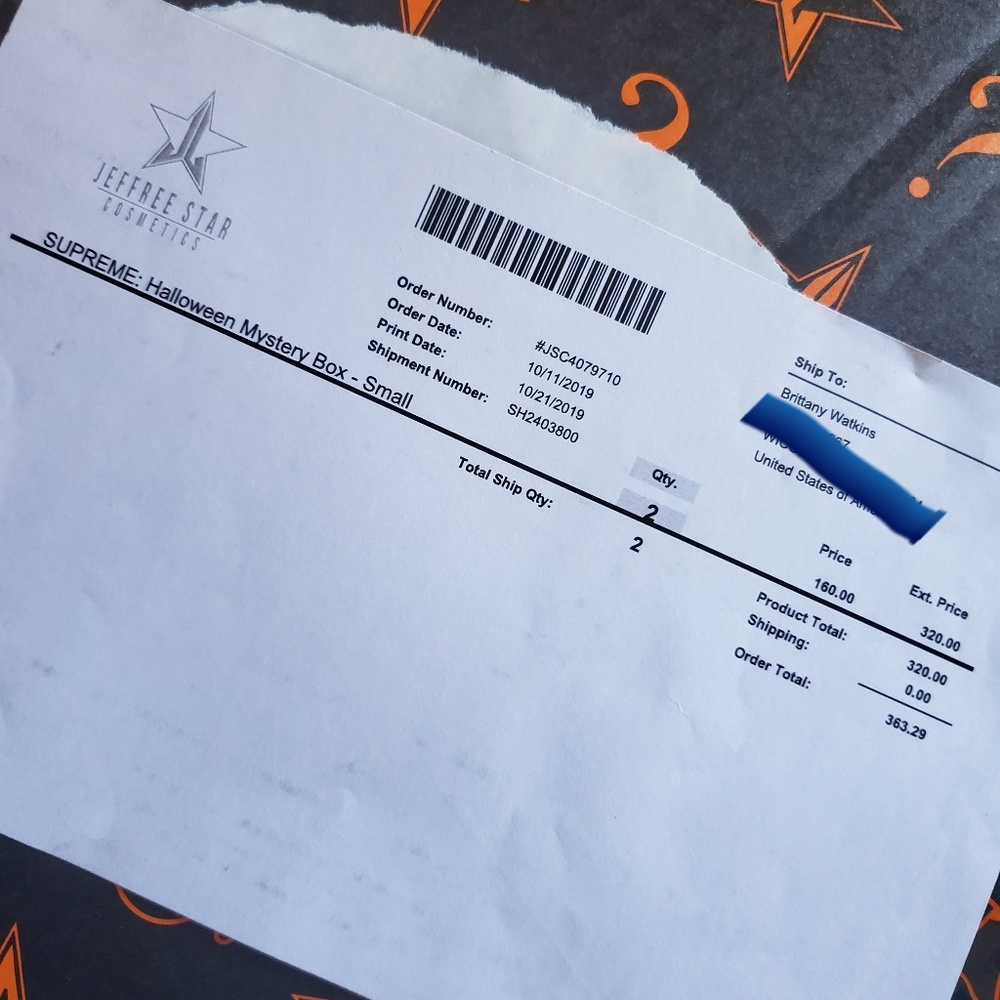 JEFFREE STAR
COSMETICS
SUPREME: Halloween Mystery Box - Small
Order Number: #JSC4079710
Order Date: 10/11/2019
Print Date: 10/21/2019
Shipment Number: SH2403800
Ship To:
Brittany Watkins
United States of
Qty.
2
Total Ship Qty: 2
Price
Ext. Price
160.00
320.00
Product Total: 320.00
Shipping: 0.00
Order Total: 363.29